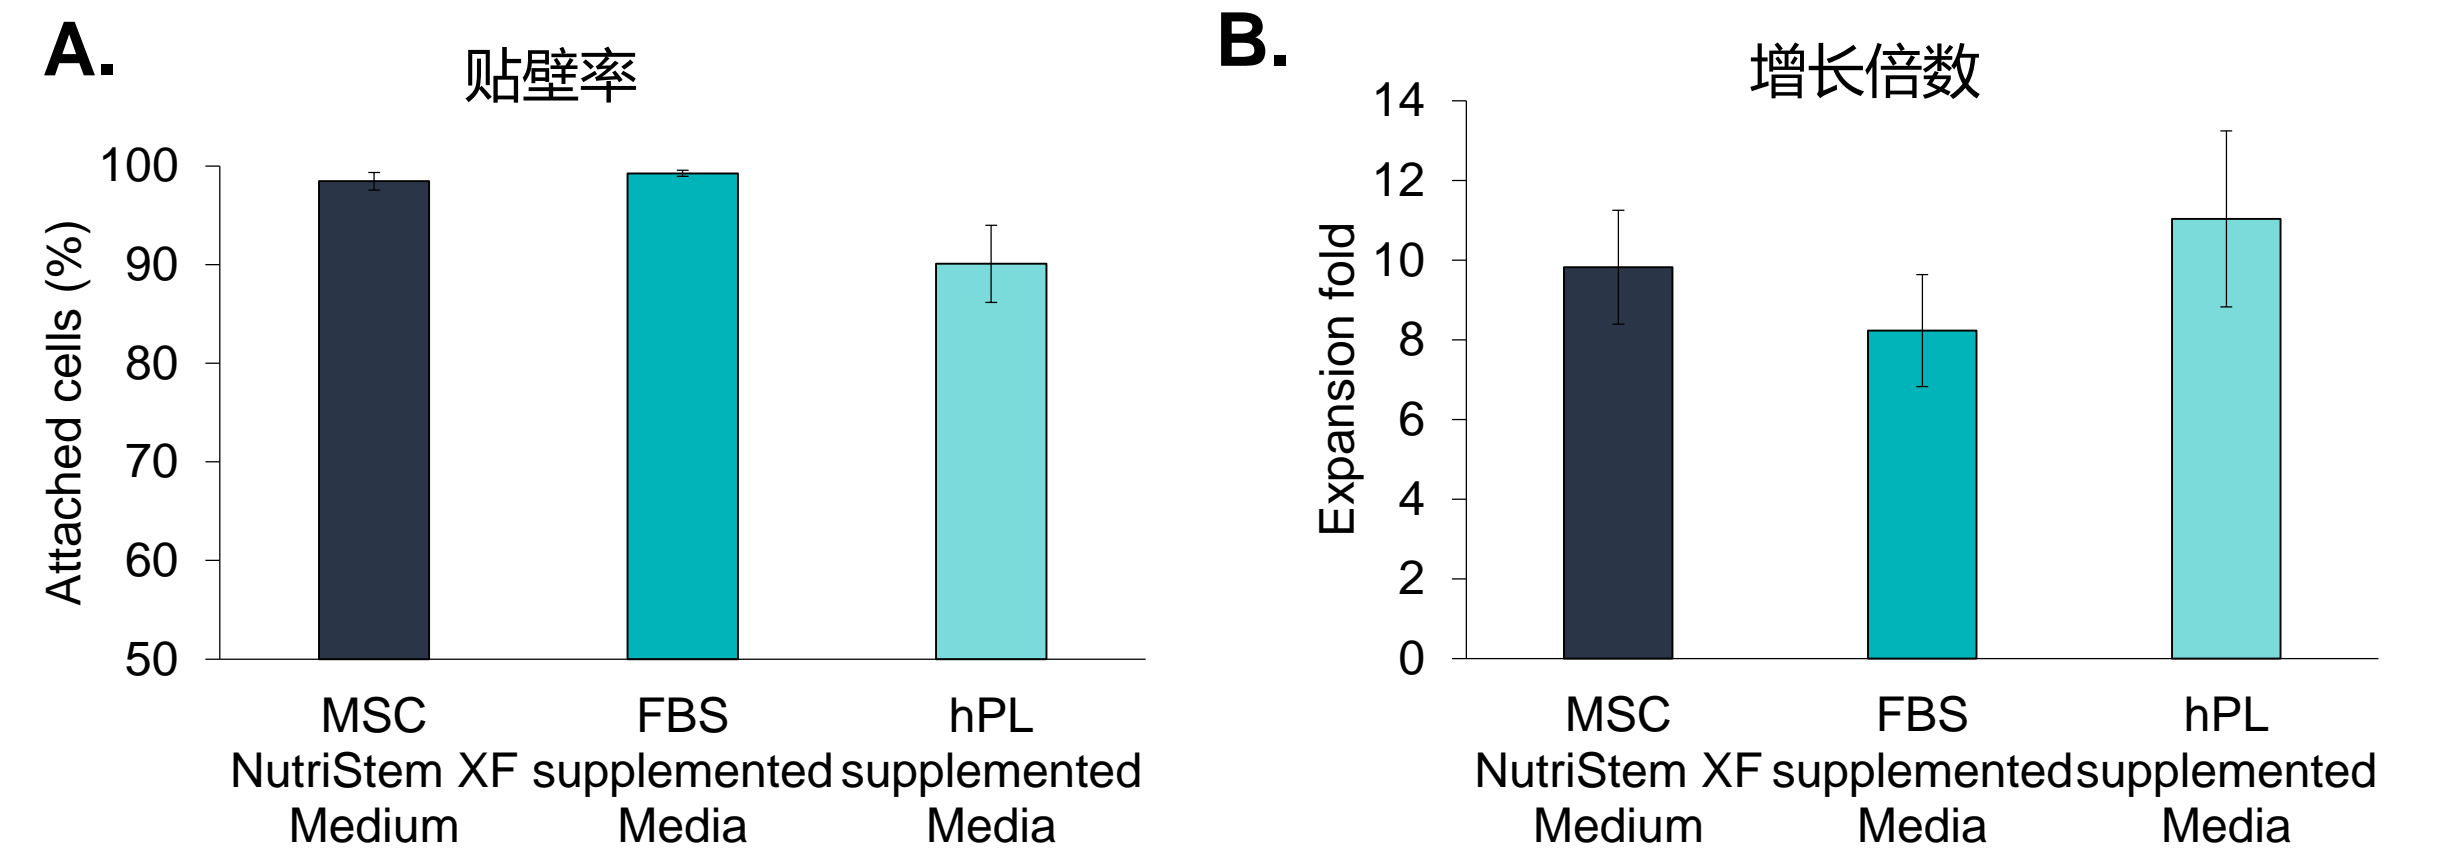 A.
贴壁率
Attached cells (%)
100
90
80
70
60
50
MSC
NutriStem XF
Medium
FBS
supplemented
Media
hPL
supplemented
Media
B.
增长倍数
Expansion fold
14
12
10
8
6
4
2
0
MSC
NutriStem XF
Medium
FBS
supplemented
Media
hPL
supplemented
Media